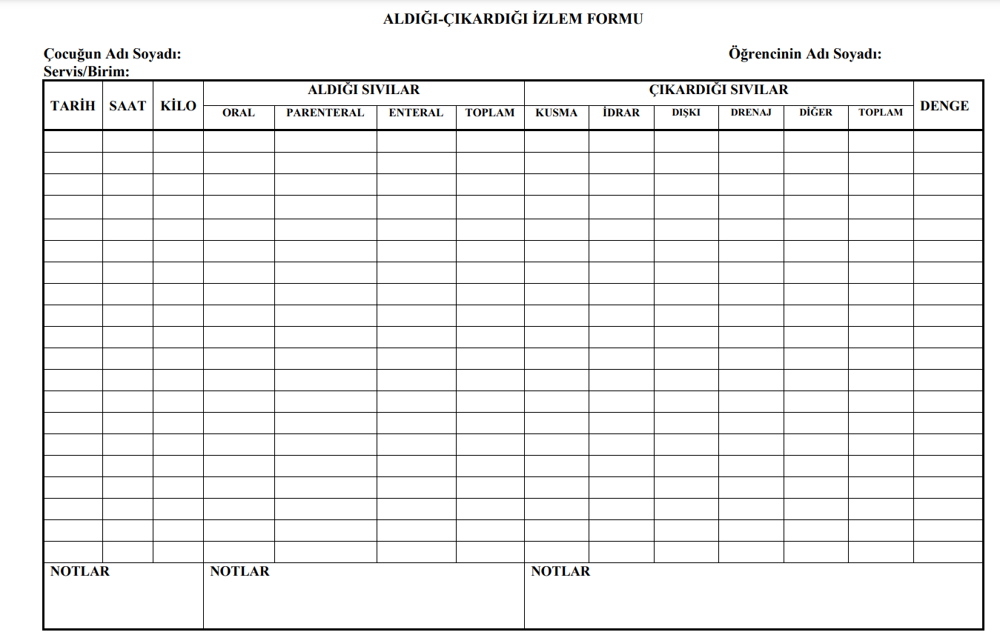 ALDIĞI-ÇIKARDIĞI İZLEM FORMU
Çocuğun Adı Soyadı: Öğrencinin Adı Soyadı:
Servis/Birim:
TARİH SAAT KİLO ALDIĞI SIVILAR ÇIKARDIĞI SIVILAR DENGE
ORAL PARENTERAL ENTERAL TOPLAM KUSMA İDRAR DIŞKI DRENAJ DİĞER TOPLAM
NOTLAR NOTLAR NOTLAR